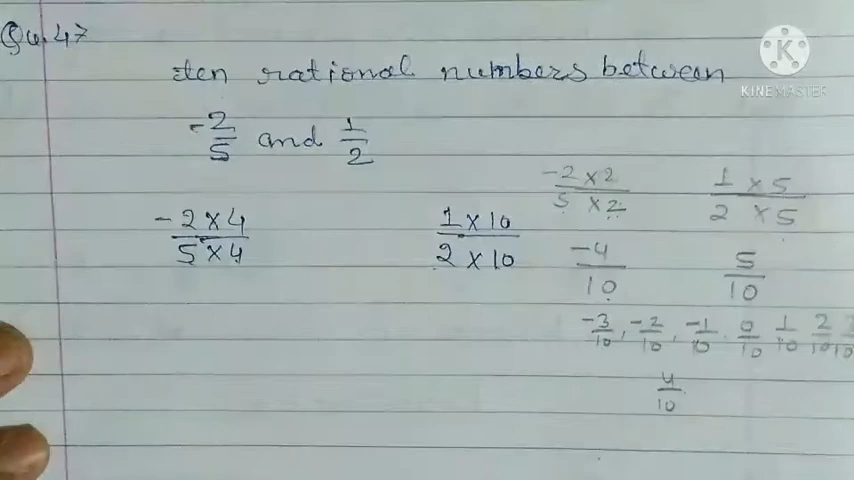 Qu. 47
ten rational numbers between
-2/5 and 1/2
-2×4/5×4 1×10/2×10
-2×2/5×2 1×5/2×5
-4/10 5/10
-3/10, -2/10, -1/10, 0/10 1/10 2/10 3/10
4/10
K
KINEMASTER